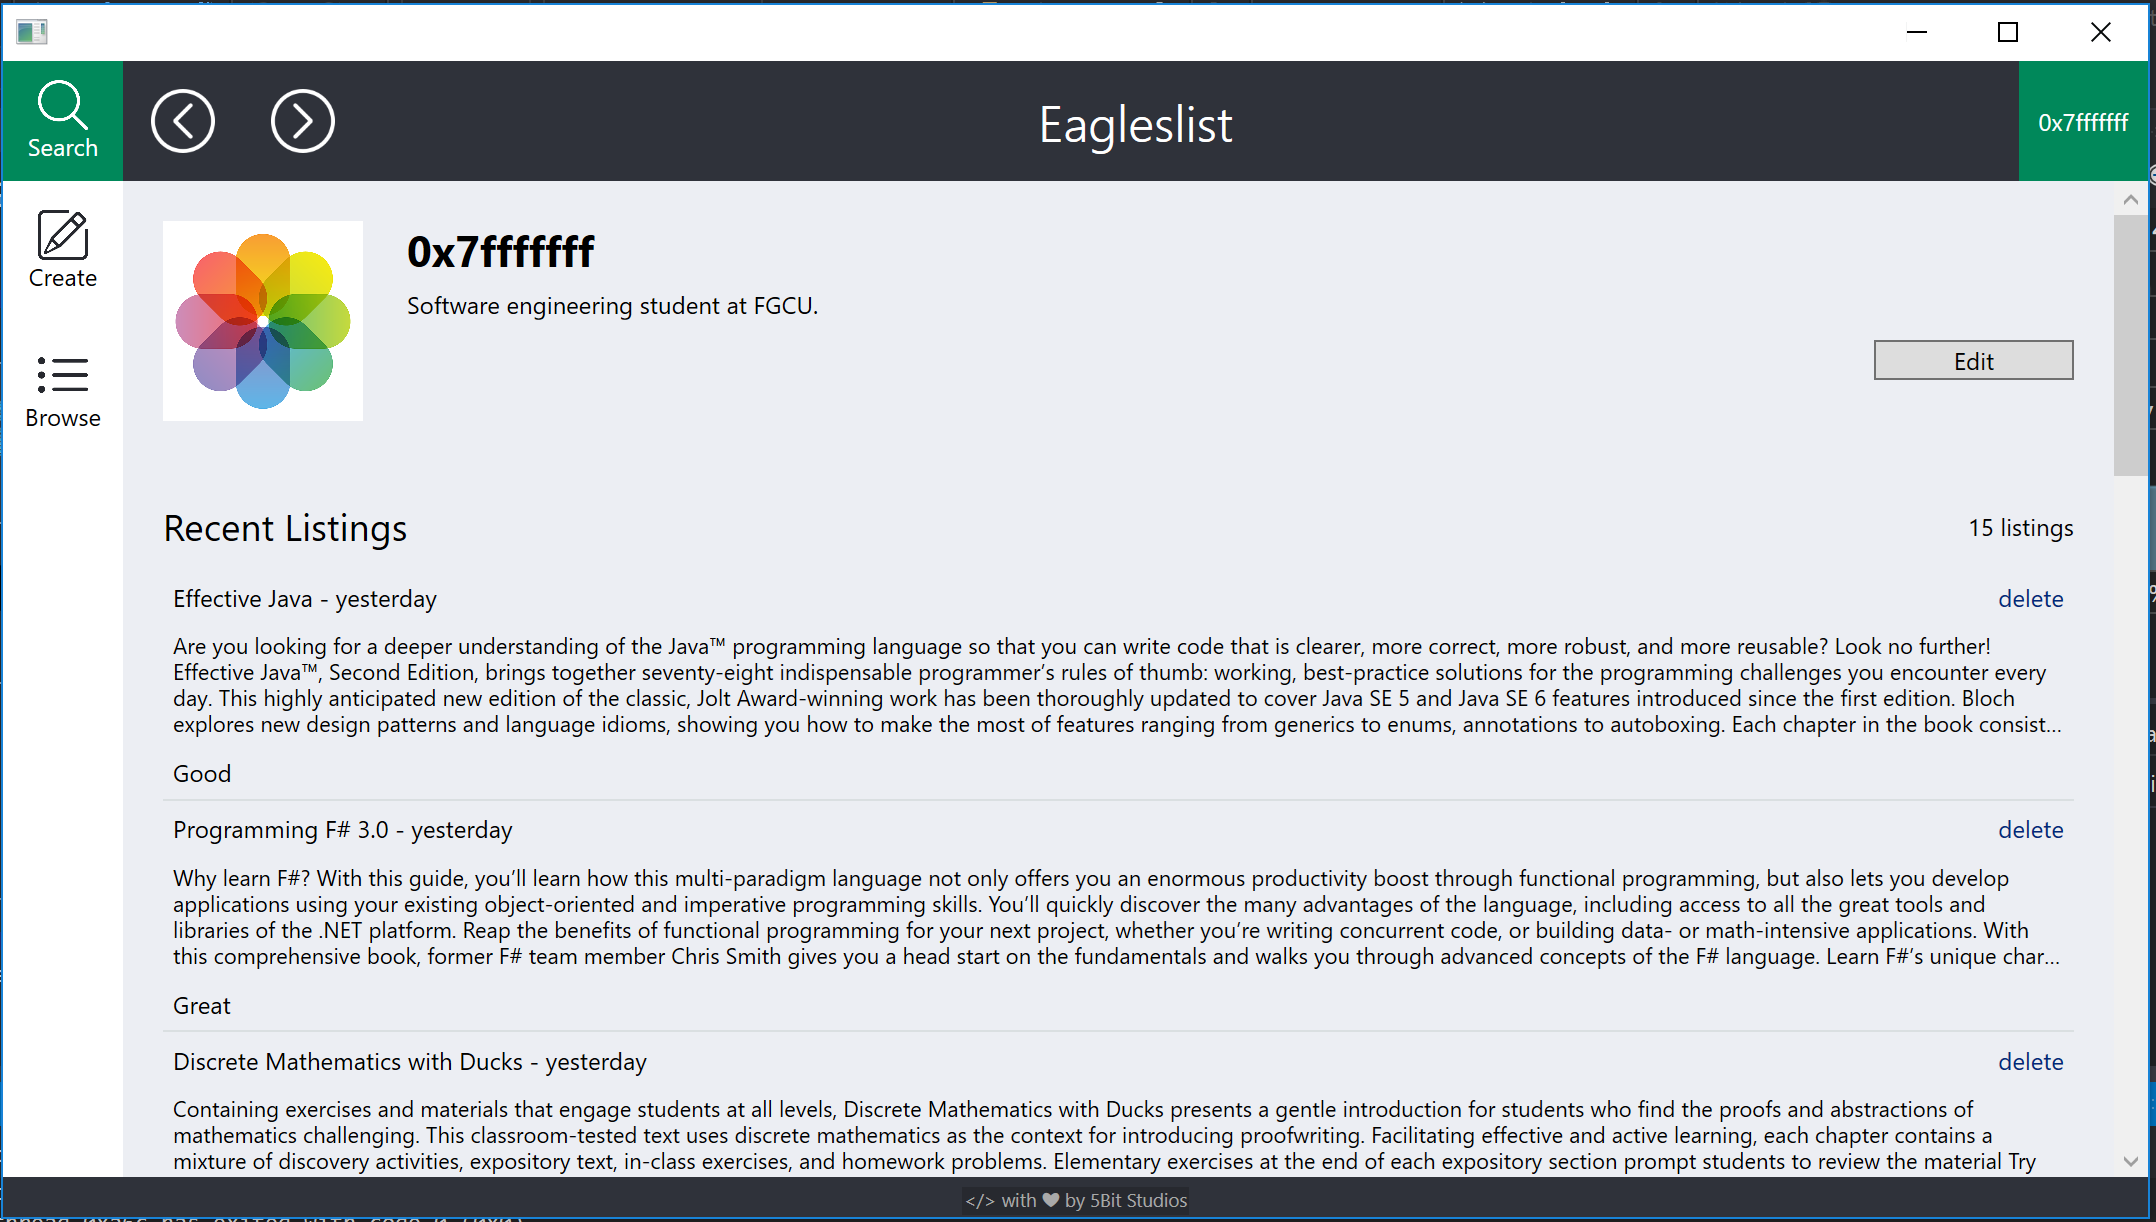 Search
Eagleslist
0x7fffffff
Create
Browse
0x7fffffff
Software engineering student at FGCU.
Edit
Recent Listings
15 listings
Effective Java - yesterday
delete
Are you looking for a deeper understanding of the Java™ programming language so that you can write code that is clearer, more correct, more robust, and more reusable? Look no further!
Effective Java™, Second Edition, brings together seventy-eight indispensable programmer’s rules of thumb: working, best-practice solutions for the programming challenges you encounter every
day. This highly anticipated new edition of the classic, Jolt Award-winning work has been thoroughly updated to cover Java SE 5 and Java SE 6 features introduced since the first edition. Bloch
explores new design patterns and language idioms, showing you how to make the most of features ranging from generics to enums, annotations to autoboxing. Each chapter in the book consist...
Good
Programming F# 3.0 - yesterday
delete
Why learn F#? With this guide, you’ll learn how this multi-paradigm language not only offers you an enormous productivity boost through functional programming, but also lets you develop
applications using your existing object-oriented and imperative programming skills. You’ll quickly discover the many advantages of the language, including access to all the great tools and
libraries of the .NET platform. Reap the benefits of functional programming for your next project, whether you’re writing concurrent code, or building data- or math-intensive applications. With
this comprehensive book, former F# team member Chris Smith gives you a head start on the fundamentals and walks you through advanced concepts of the F# language. Learn F#’s unique char...
Great
Discrete Mathematics with Ducks - yesterday
delete
Containing exercises and materials that engage students at all levels, Discrete Mathematics with Ducks presents a gentle introduction for students who find the proofs and abstractions of
mathematics challenging. This classroom-tested text uses discrete mathematics as the context for introducing proofwriting. Facilitating effective and active learning, each chapter contains a
mixture of discovery activities, expository text, in-class exercises, and homework problems. Elementary exercises at the end of each expository section prompt students to review the material Try
</> with ♥ by 5Bit Studios